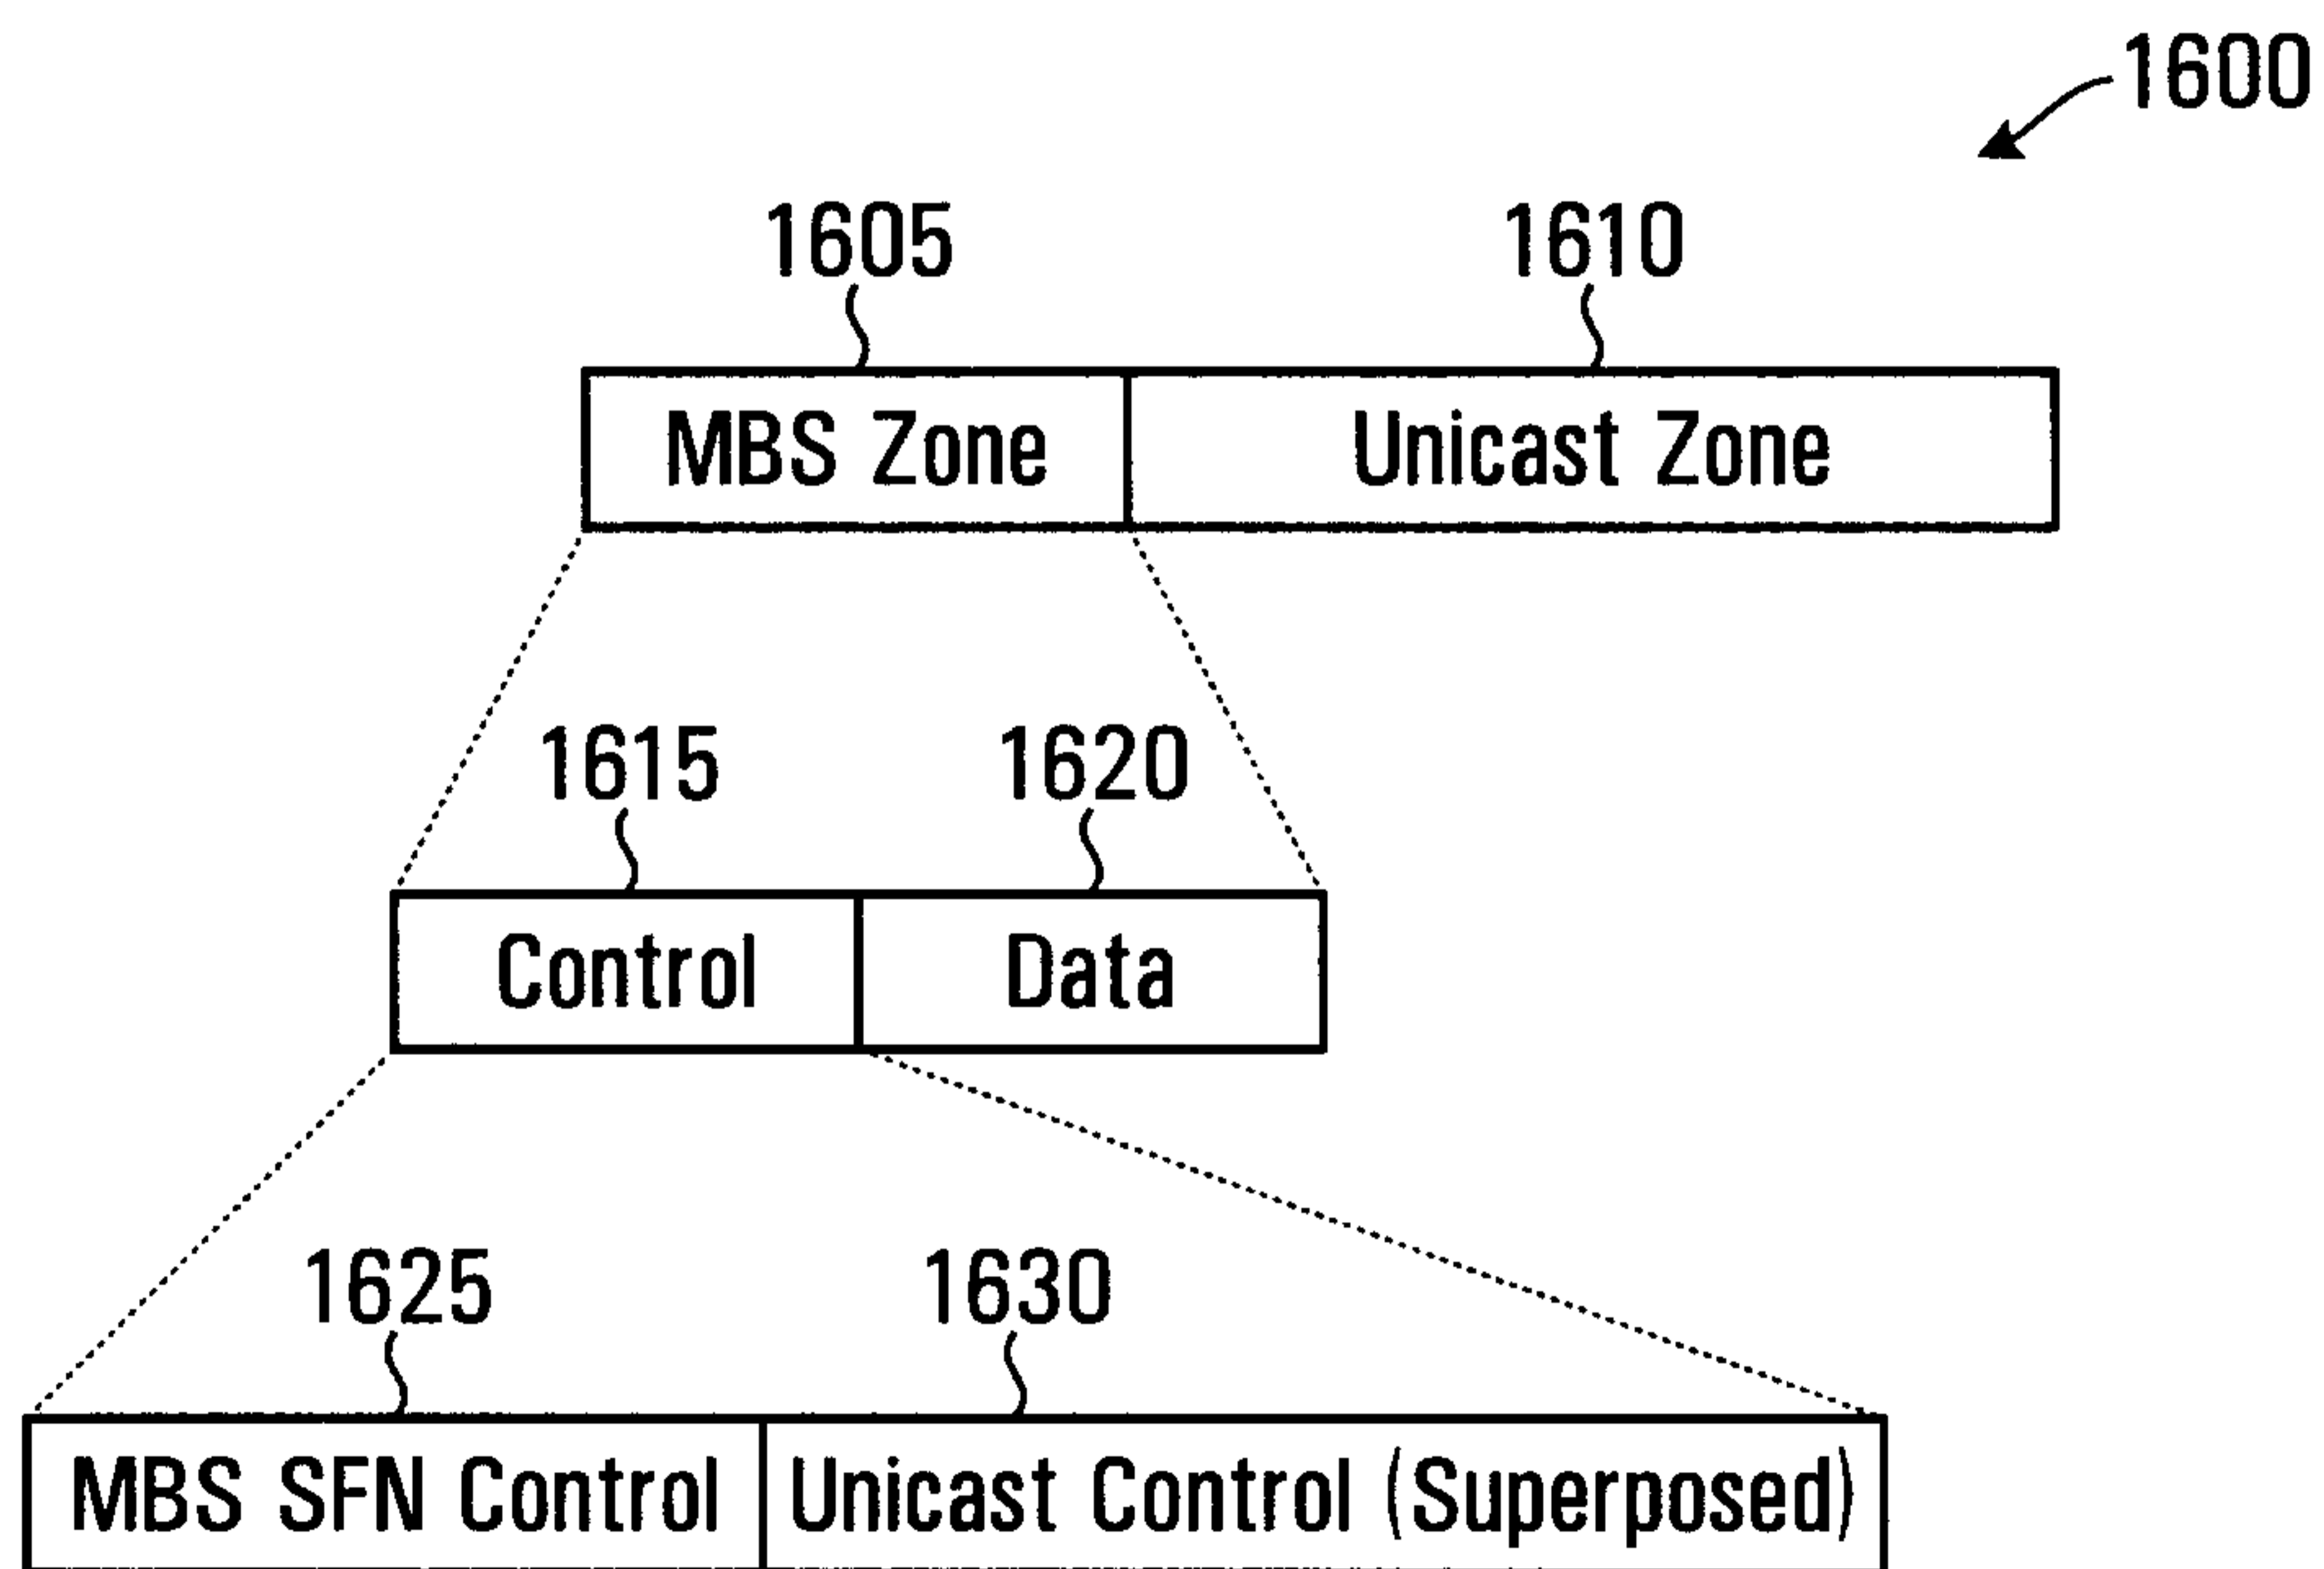 1600
1605 1610
MBS Zone Unicast Zone
1615 1620
Control Data
1625 1630
MBS SFN Control Unicast Control (Superposed)